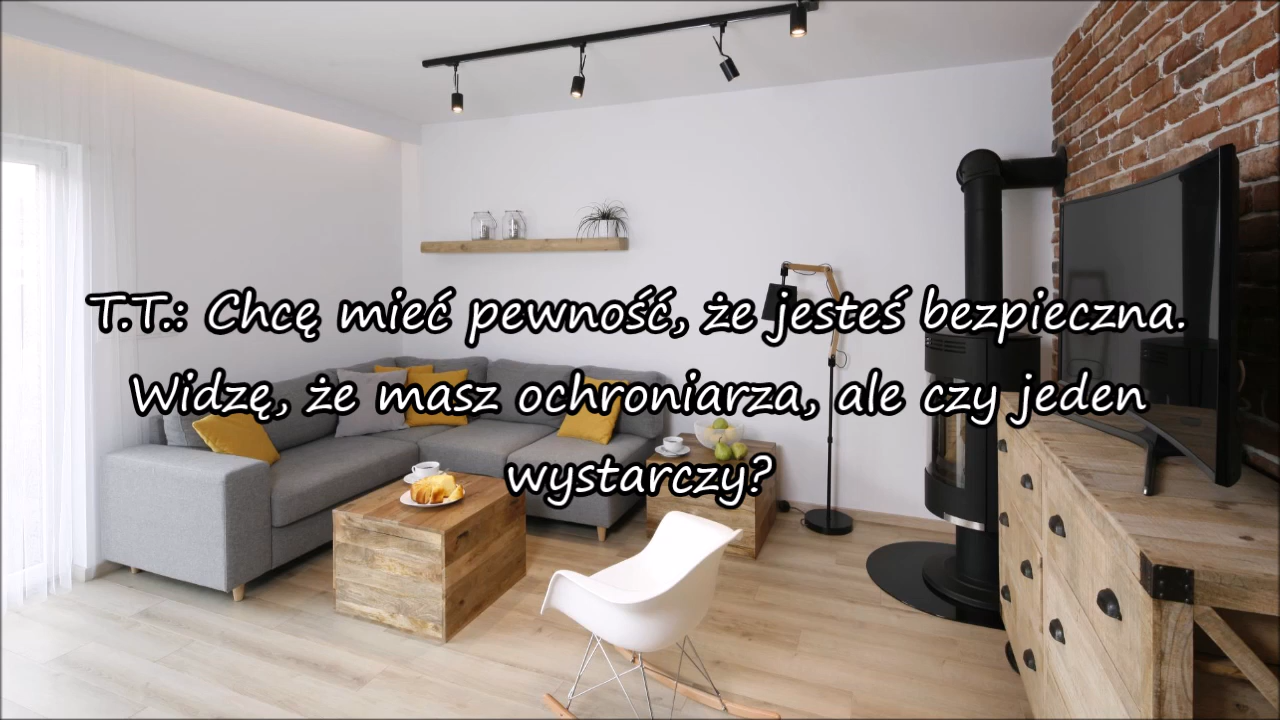 T.T.: Chcę mieć pewność, że jesteś bezpieczna.
Widzę, że masz ochroniarza, ale czy jeden
wystarczy?